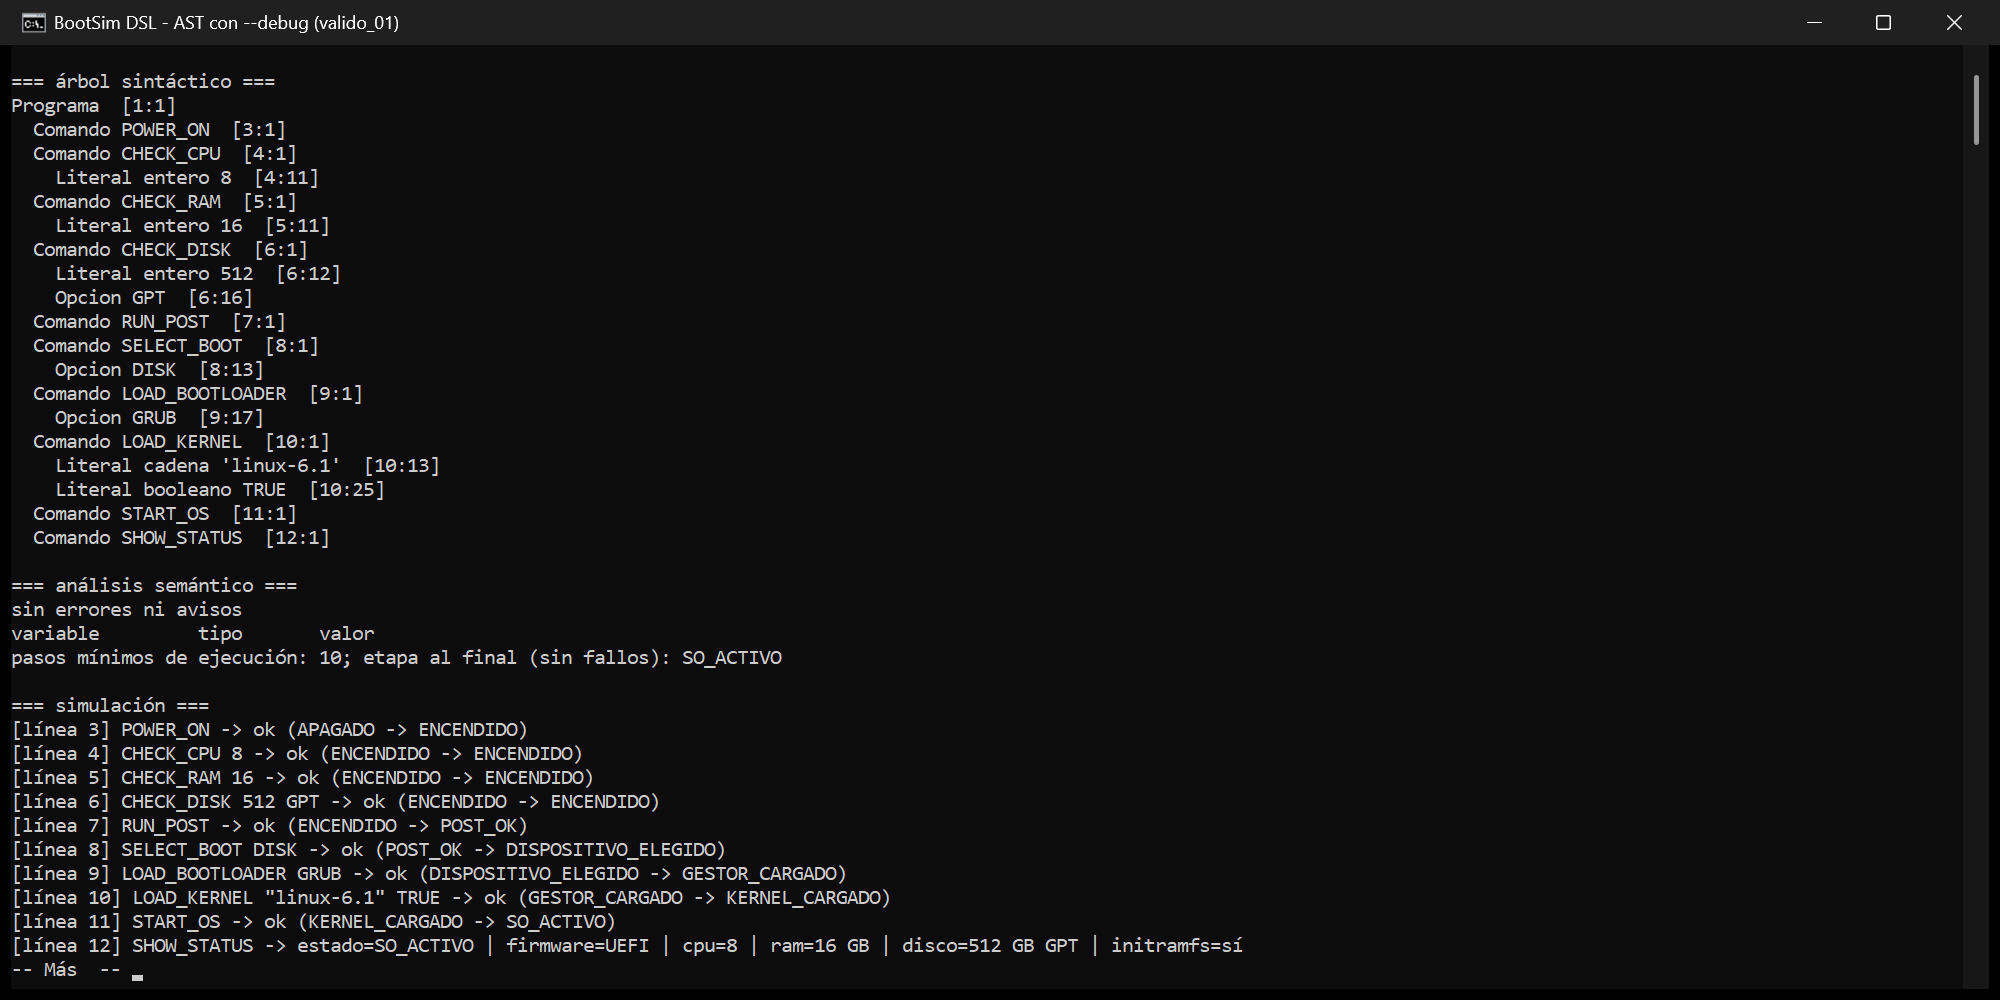 BootSim DSL - AST con --debug (valido_01)
=== árbol sintáctico ===
Programa  [1:1]
  Comando POWER_ON  [3:1]
  Comando CHECK_CPU  [4:1]
    Literal entero 8  [4:11]
  Comando CHECK_RAM  [5:1]
    Literal entero 16  [5:11]
  Comando CHECK_DISK  [6:1]
    Literal entero 512  [6:12]
    Opcion GPT  [6:16]
  Comando RUN_POST  [7:1]
  Comando SELECT_BOOT  [8:1]
    Opcion DISK  [8:13]
  Comando LOAD_BOOTLOADER  [9:1]
    Opcion GRUB  [9:17]
  Comando LOAD_KERNEL  [10:1]
    Literal cadena 'linux-6.1'  [10:13]
    Literal booleano TRUE  [10:25]
  Comando START_OS  [11:1]
  Comando SHOW_STATUS  [12:1]
=== análisis semántico ===
sin errores ni avisos
variable         tipo       valor
pasos mínimos de ejecución: 10; etapa al final (sin fallos): SO_ACTIVO
=== simulación ===
[línea 3] POWER_ON -> ok (APAGADO -> ENCENDIDO)
[línea 4] CHECK_CPU 8 -> ok (ENCENDIDO -> ENCENDIDO)
[línea 5] CHECK_RAM 16 -> ok (ENCENDIDO -> ENCENDIDO)
[línea 6] CHECK_DISK 512 GPT -> ok (ENCENDIDO -> ENCENDIDO)
[línea 7] RUN_POST -> ok (ENCENDIDO -> POST_OK)
[línea 8] SELECT_BOOT DISK -> ok (POST_OK -> DISPOSITIVO_ELEGIDO)
[línea 9] LOAD_BOOTLOADER GRUB -> ok (DISPOSITIVO_ELEGIDO -> GESTOR_CARGADO)
[línea 10] LOAD_KERNEL "linux-6.1" TRUE -> ok (GESTOR_CARGADO -> KERNEL_CARGADO)
[línea 11] START_OS -> ok (KERNEL_CARGADO -> SO_ACTIVO)
[línea 12] SHOW_STATUS -> estado=SO_ACTIVO | firmware=UEFI | cpu=8 | ram=16 GB | disco=512 GB GPT | initramfs=sí
-- Más  --